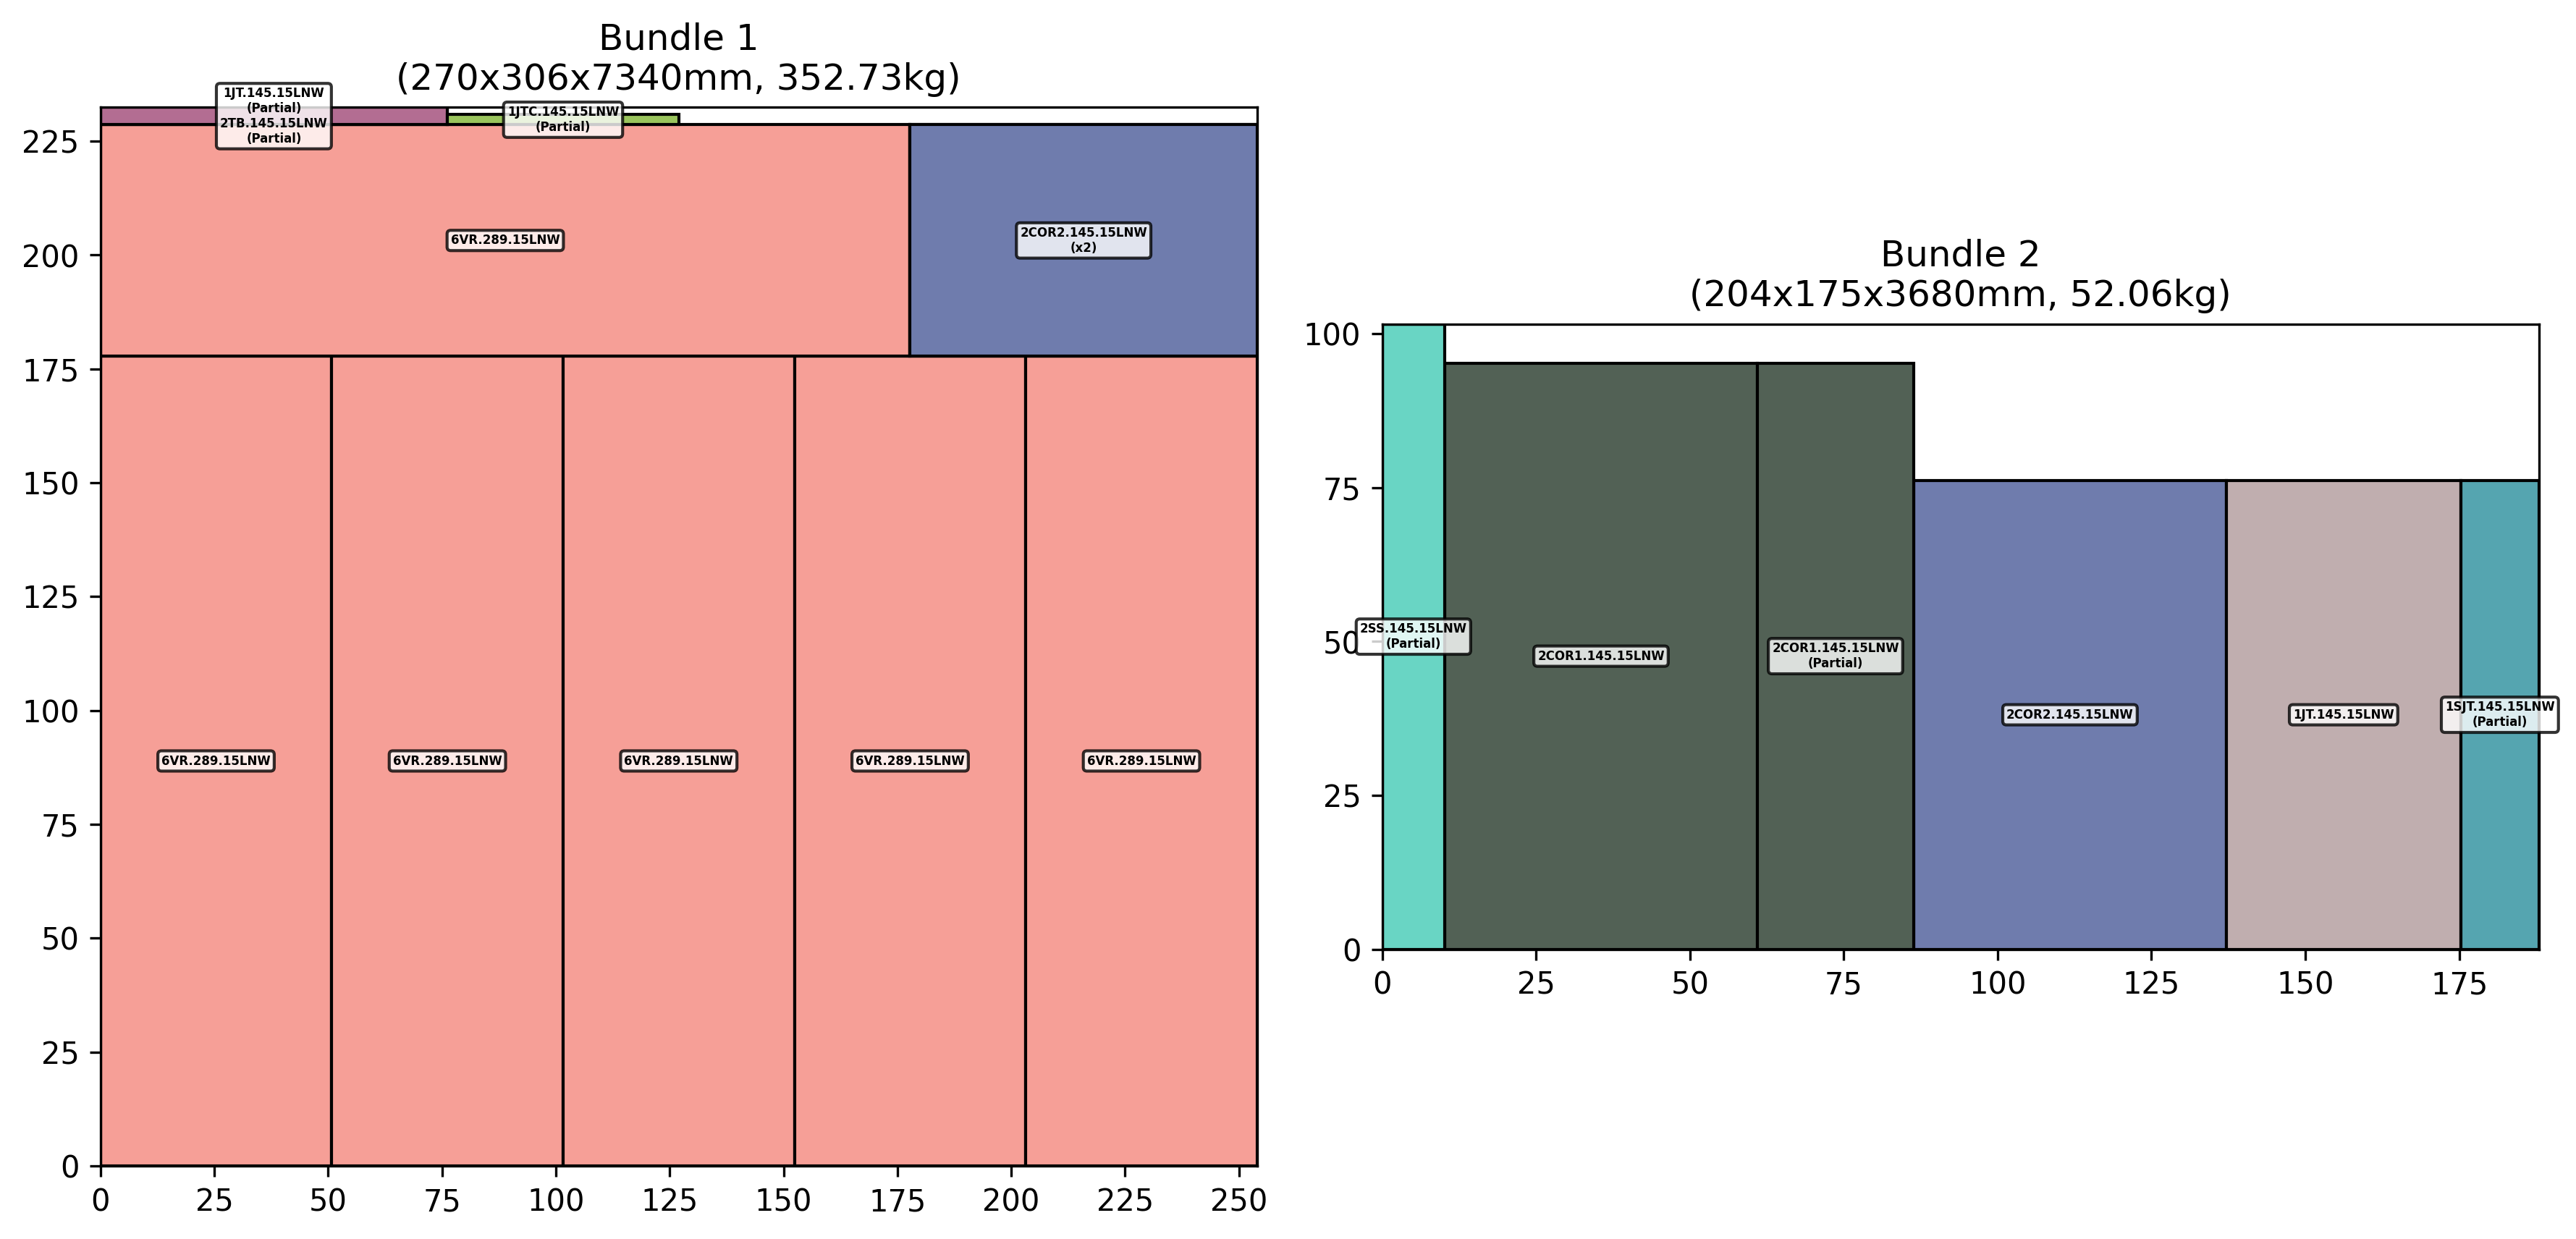 Bundle 1
(270x306x7340mm, 352.73kg)
1JT.145.15LNW
(Partial)
2TB.145.15LNW
(Partial)
1JTC.145.15LNW
(Partial)
6VR.289.15LNW
2COR2.145.15LNW
(x2)
6VR.289.15LNW
6VR.289.15LNW
6VR.289.15LNW
6VR.289.15LNW
6VR.289.15LNW
225
200
175
150
125
100
75
50
25
0
0 25 50 75 100 125 150 175 200 225 250
Bundle 2
(204x175x3680mm, 52.06kg)
2SS.145.15LNW
(Partial)
2COR1.145.15LNW
2COR1.145.15LNW
(Partial)
2COR2.145.15LNW
1JT.145.15LNW
1SJT.145.15LNW
(Partial)
100
75
50
25
0
0 25 50 75 100 125 150 175